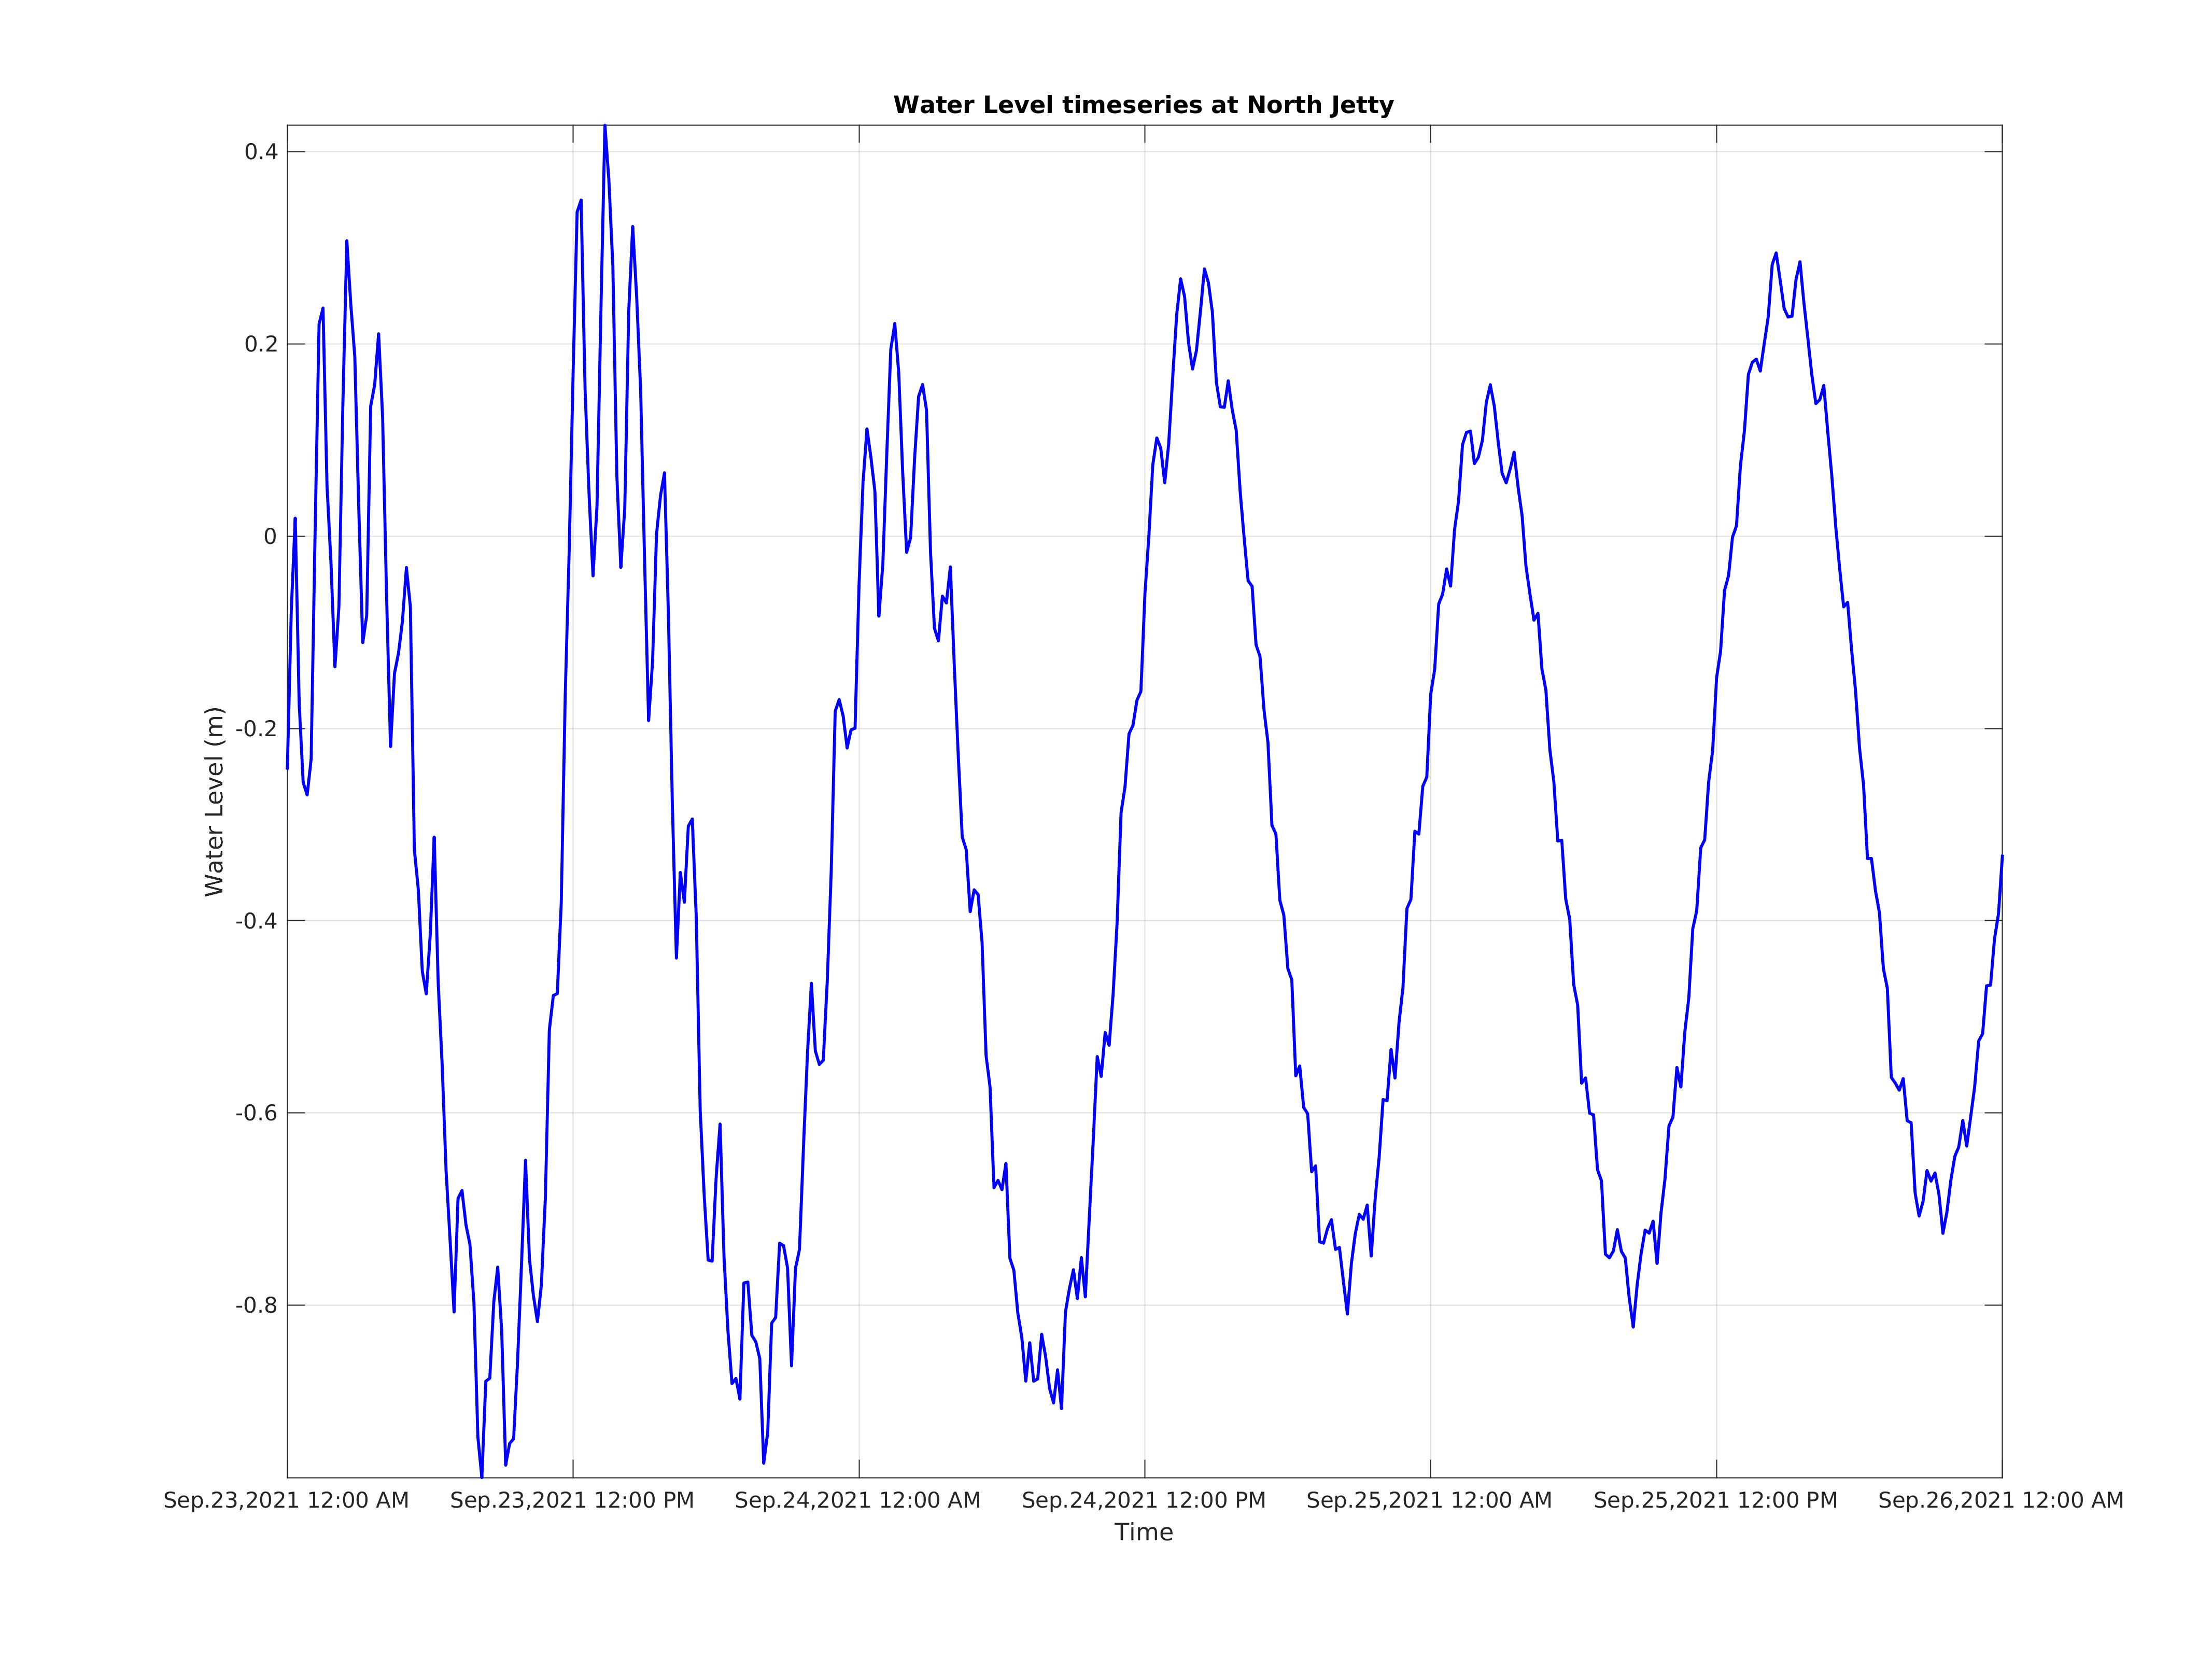 Water Level timeseries at North Jetty
0.4
0.2
0
-0.2
-0.4
-0.6
-0.8
Water Level (m)
Sep.23,2021 12:00 AM
Sep.23,2021 12:00 PM
Sep.24,2021 12:00 AM
Sep.24,2021 12:00 PM
Sep.25,2021 12:00 AM
Sep.25,2021 12:00 PM
Sep.26,2021 12:00 AM
Time